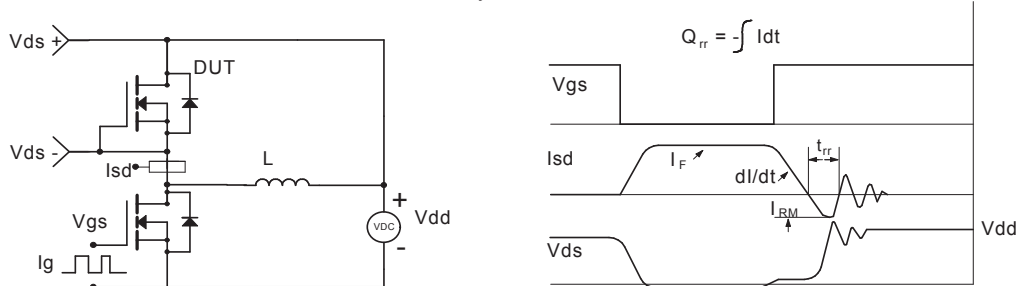 Vds +
DUT
Vds -
Isd
L
Vgs
VDC
+
-
Vdd
Ig
Q rr = -∫ Idt
Vgs
Isd
I F
dI/dt
t rr
I RM
Vdd
Vds